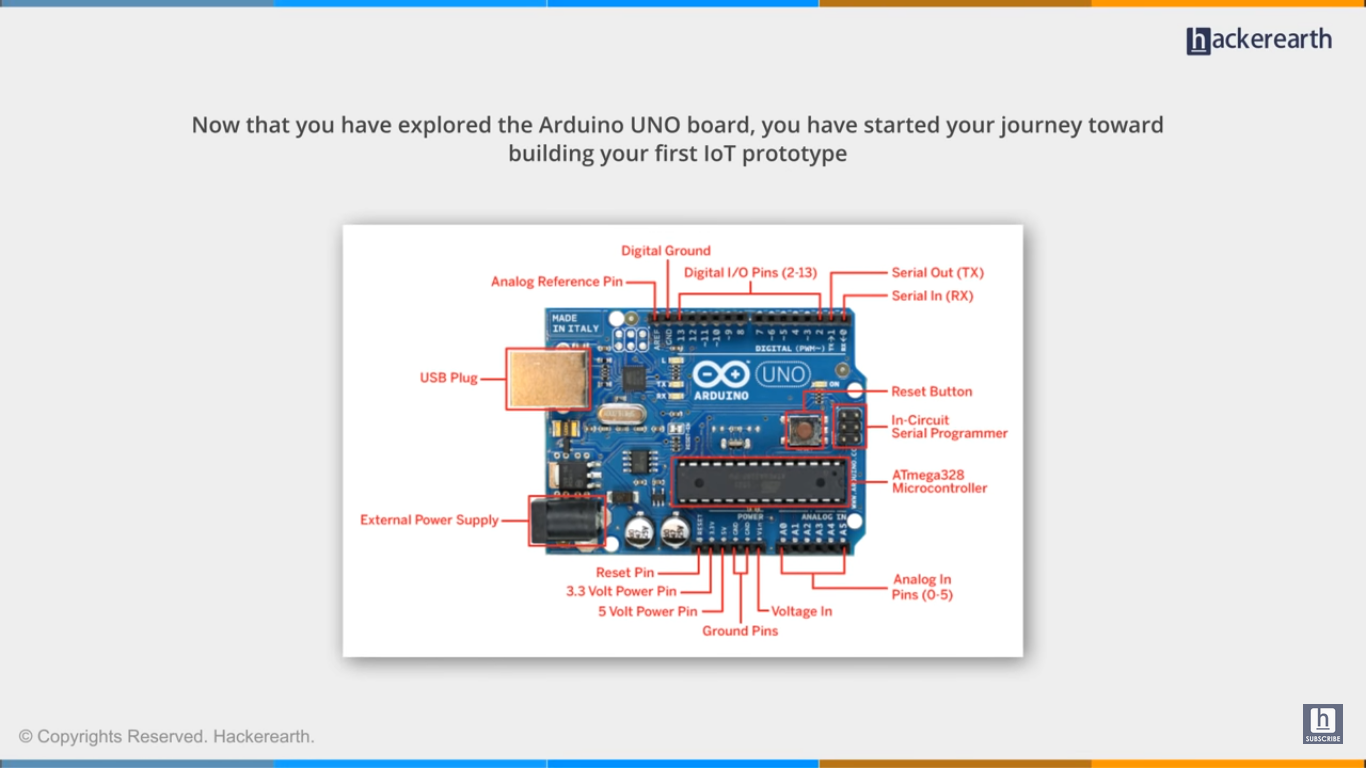 hackerearth
Now that you have explored the Arduino UNO board, you have started your journey toward
building your first IoT prototype
Digital Ground
Analog Reference Pin
Digital I/O Pins (2-13)
Serial Out (TX)
Serial In (RX)
MADE
IN ITALY
AREF
GND
13
12
~11
~10
~9
8
7
~6
~5
4
~3
2
TX→1
RX←0
DIGITAL (PWM~)
L
TX
RX
UNO
ON
ARDUINO
USB Plug
Reset Button
In-Circuit
Serial Programmer
ATmega328
Microcontroller
External Power Supply
POWER
ANALOG IN
RESET
3.3V
5V
GND
GND
Vin
A0
A1
A2
A3
A4
A5
Reset Pin
3.3 Volt Power Pin
5 Volt Power Pin
Ground Pins
Voltage In
Analog In
Pins (0-5)
h
SUBSCRIBE
© Copyrights Reserved. Hackerearth.